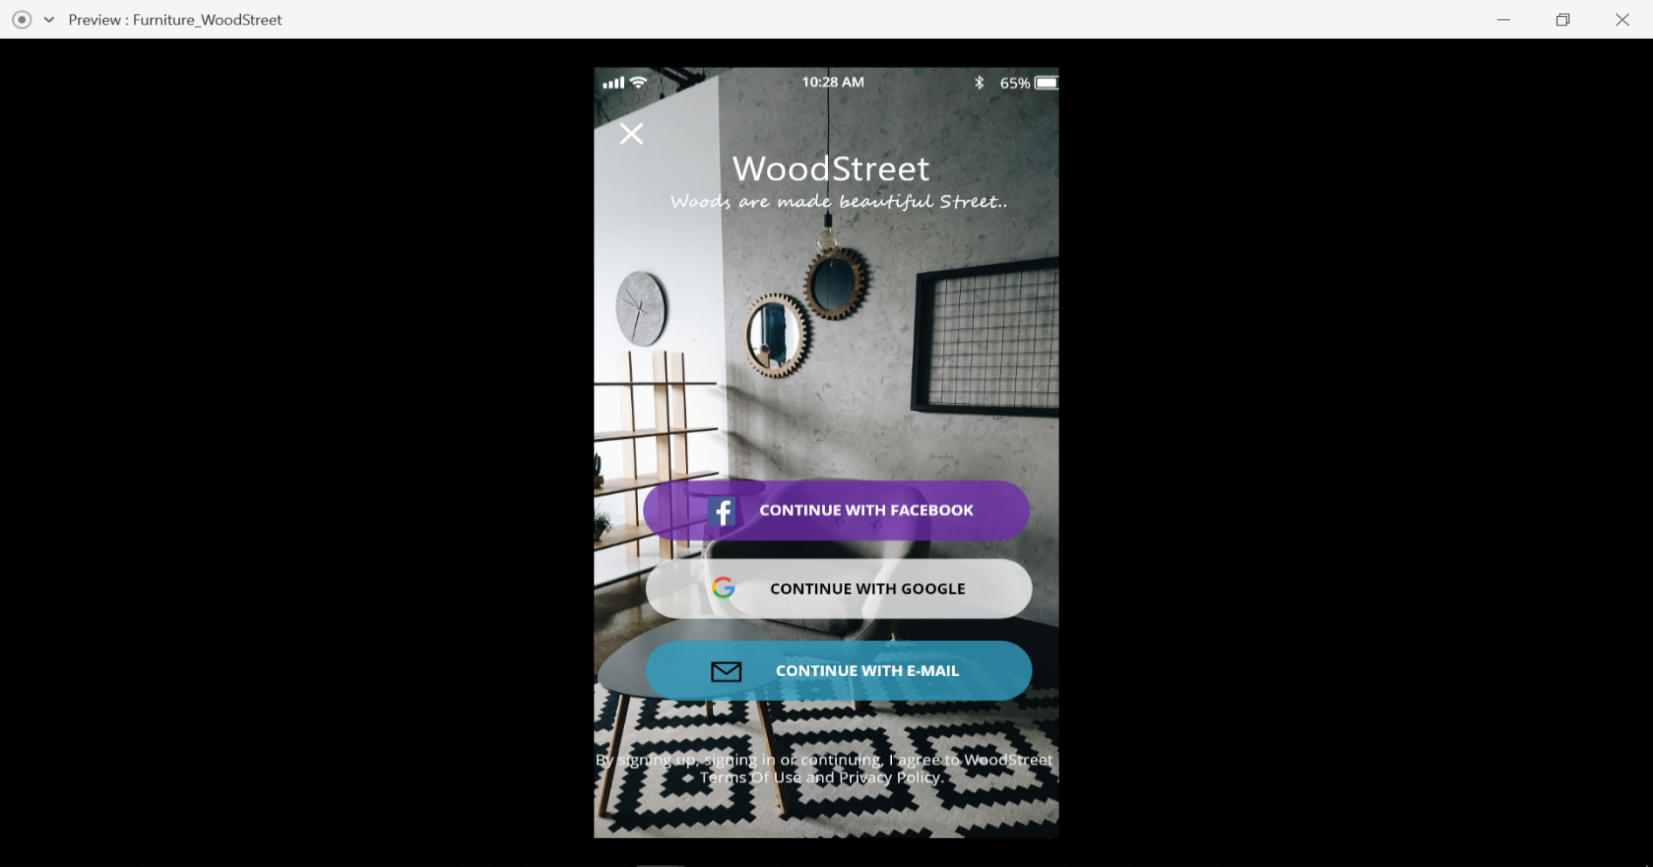 Preview : Furniture_WoodStreet
10:28 AM
65%
WoodStreet
Woods are made beautiful Street..
CONTINUE WITH FACEBOOK
CONTINUE WITH GOOGLE
CONTINUE WITH E-MAIL
By signing up, signing in or continuing, I agree to WoodStreet
Terms Of Use and Privacy Policy.